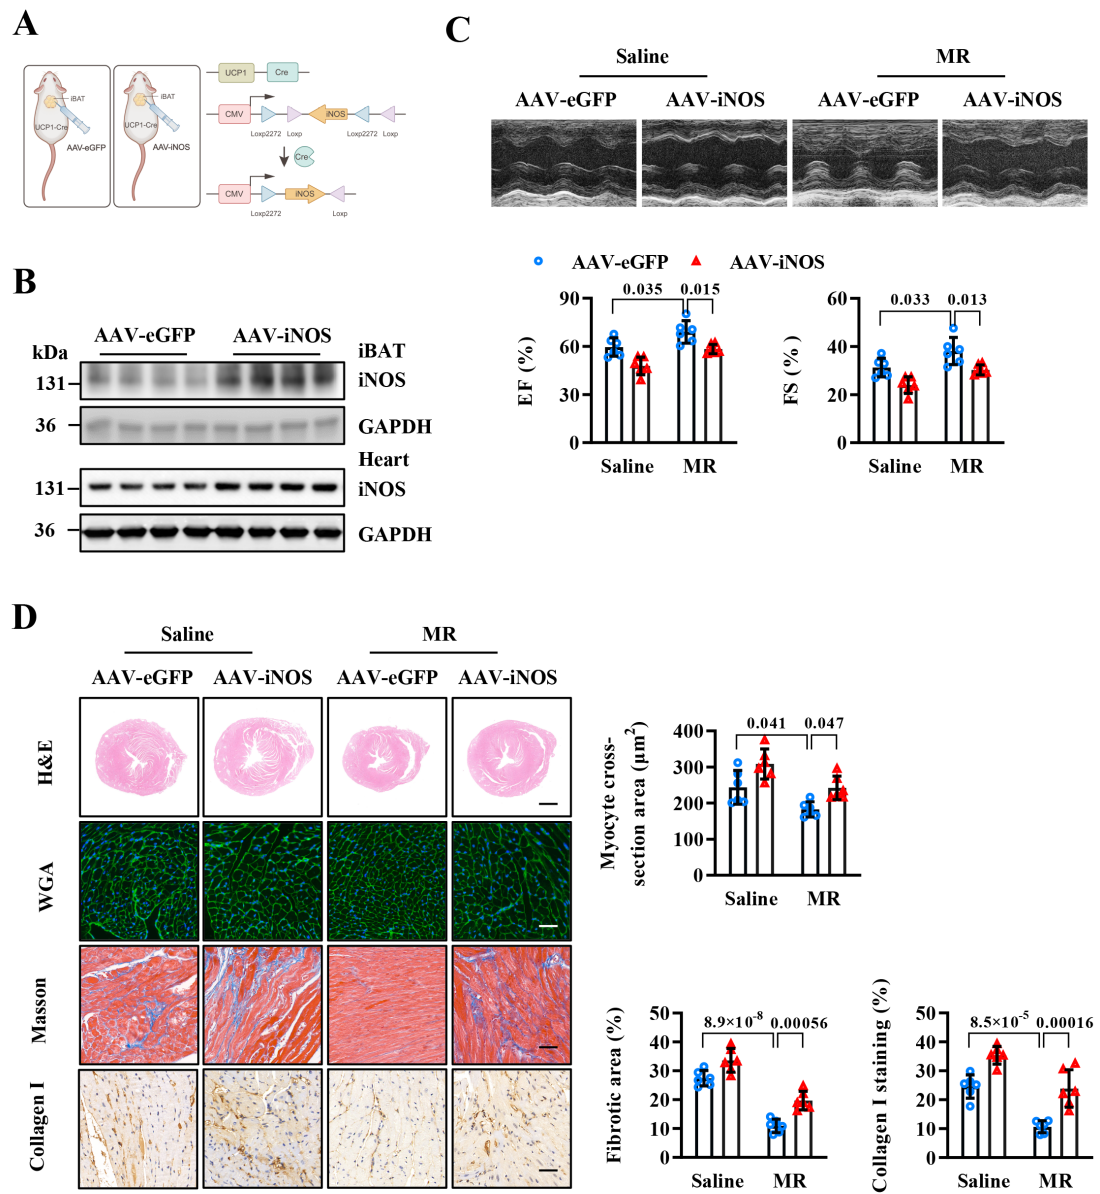 A
iBAT
UCP1-Cre
AAV-eGFP
iBAT
UCP1-Cre
AAV-iNOS
UCP1 Cre
CMV iNOS
Loxp2272 Loxp Loxp2272 Loxp
Cre
CMV iNOS
Loxp2272 Loxp
B
AAV-eGFP AAV-iNOS
kDa iBAT
131 iNOS
36 GAPDH
Heart
131 iNOS
36 GAPDH
C
Saline MR
AAV-eGFP AAV-iNOS AAV-eGFP AAV-iNOS
AAV-eGFP AAV-iNOS
EF (%)
90
60
30
0
0.035 0.015
Saline MR
FS (%)
60
40
20
0
0.033 0.013
Saline MR
D
Saline MR
AAV-eGFP AAV-iNOS AAV-eGFP AAV-iNOS
H&E
WGA
Masson
Collagen I
Myocyte cross-
section area (μm²)
400
300
200
100
0
0.041 0.047
Saline MR
Fibrotic area (%)
50
40
30
20
10
0
8.9×10⁻⁸ 0.00056
Saline MR
Collagen I staining (%)
50
40
30
20
10
0
8.5×10⁻⁵ 0.00016
Saline MR